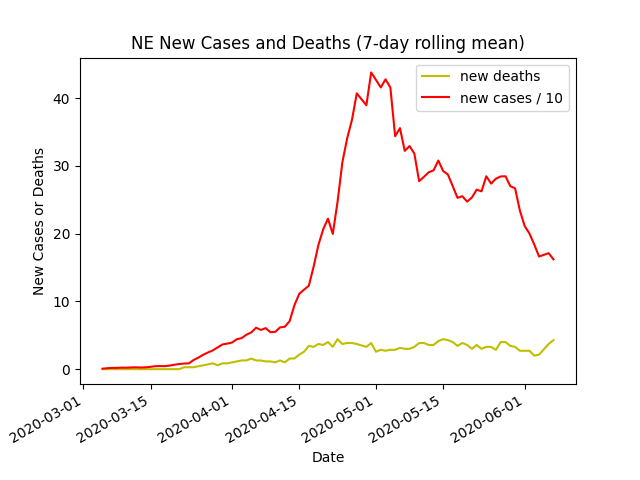 NE New Cases and Deaths (7-day rolling mean)
new deaths
new cases / 10
40
30
20
10
0
New Cases or Deaths
2020-03-01
2020-03-15
2020-04-01
2020-04-15
2020-05-01
2020-05-15
2020-06-01
Date